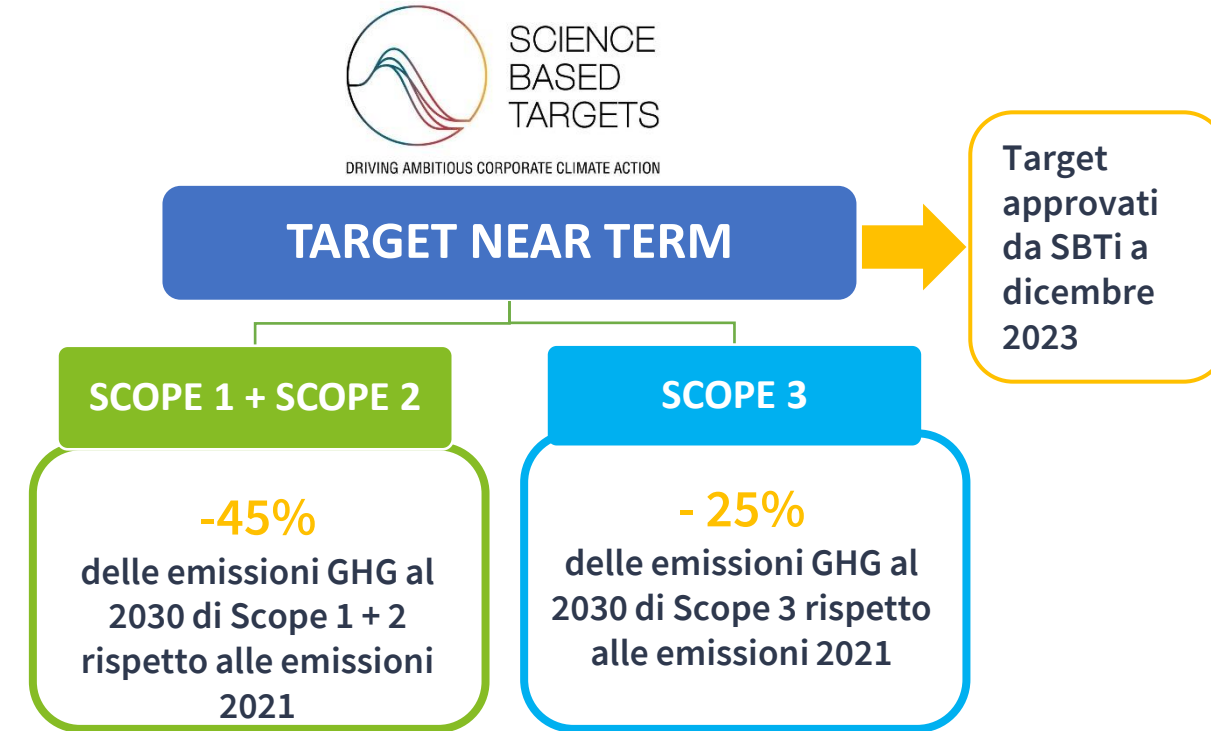 SCIENCE
BASED
TARGETS
DRIVING AMBITIOUS CORPORATE CLIMATE ACTION
TARGET NEAR TERM
Target
approvati
da SBTi a
dicembre
2023
SCOPE 1 + SCOPE 2
-45%
delle emissioni GHG al
2030 di Scope 1 + 2
rispetto alle emissioni
2021
SCOPE 3
- 25%
delle emissioni GHG al
2030 di Scope 3 rispetto
alle emissioni 2021